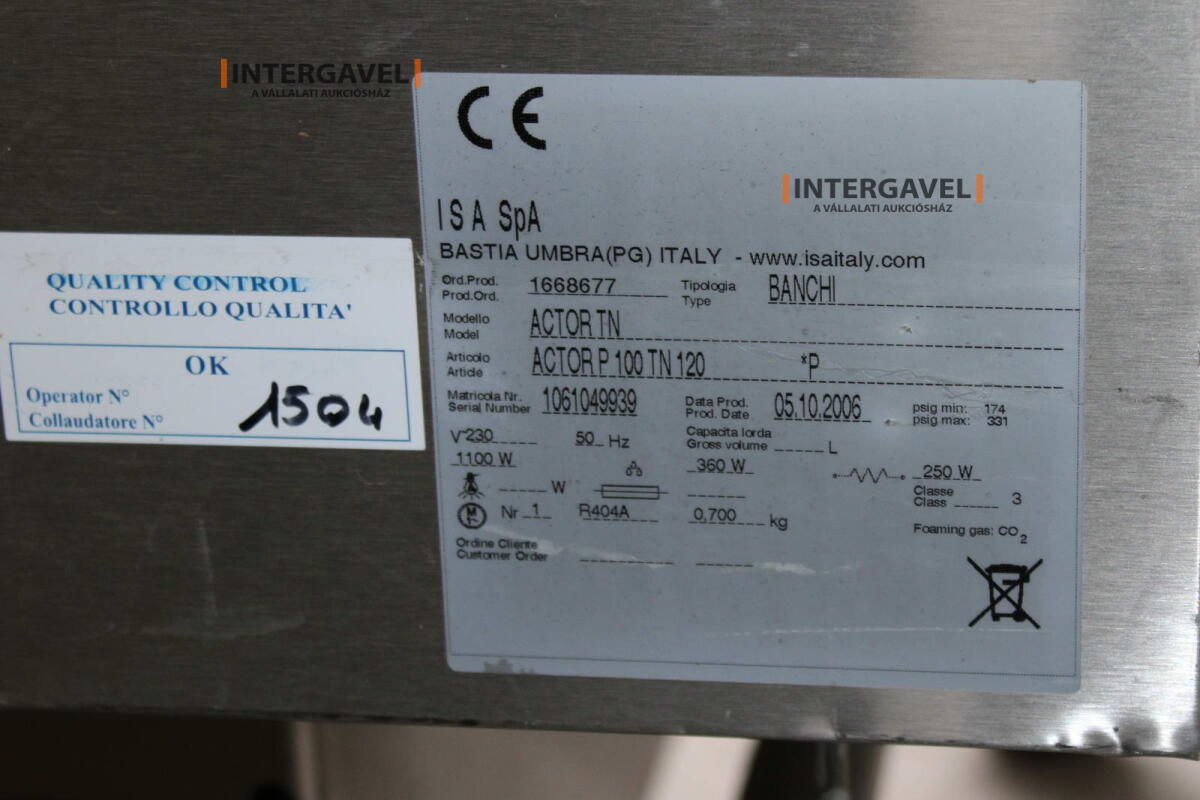 INTERGAVEL
A VÁLLALATI AUKCIÓSHÁZ
CE
INTERGAVEL
A VÁLLALATI AUKCIÓSHÁZ
ISA SpA
BASTIA UMBRA(PG) ITALY - www.isaitaly.com
Ord.Prod. 1668677 Tipologia BANCHI
Prod.Ord. Type
Modello ACTOR TN
Model
Articolo ACTOR P 100 TN 120 *P
Article
Matricola Nr. 1061049939 Data Prod. 05.10.2006 psig min: 174
Serial Number Prod. Date psig max: 331
V~230 50 Hz Capacita lorda
Gross volume L
1100 W 360 W 250 W
W Classe
Class 3
Nr 1 R404A 0,700 kg Foaming gas: CO2
Ordine Cliente
Customer Order
QUALITY CONTROL
CONTROLLO QUALITA'
OK
Operator N°
Collaudatore N° 1504